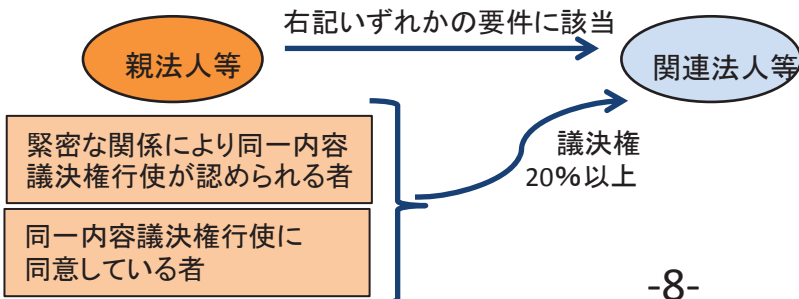 右記いずれかの要件に該当
親法人等
関連法人等
緊密な関係により同一内容
議決権行使が認められる者
議決権
20%以上
同一内容議決権行使に
同意している者
-8-